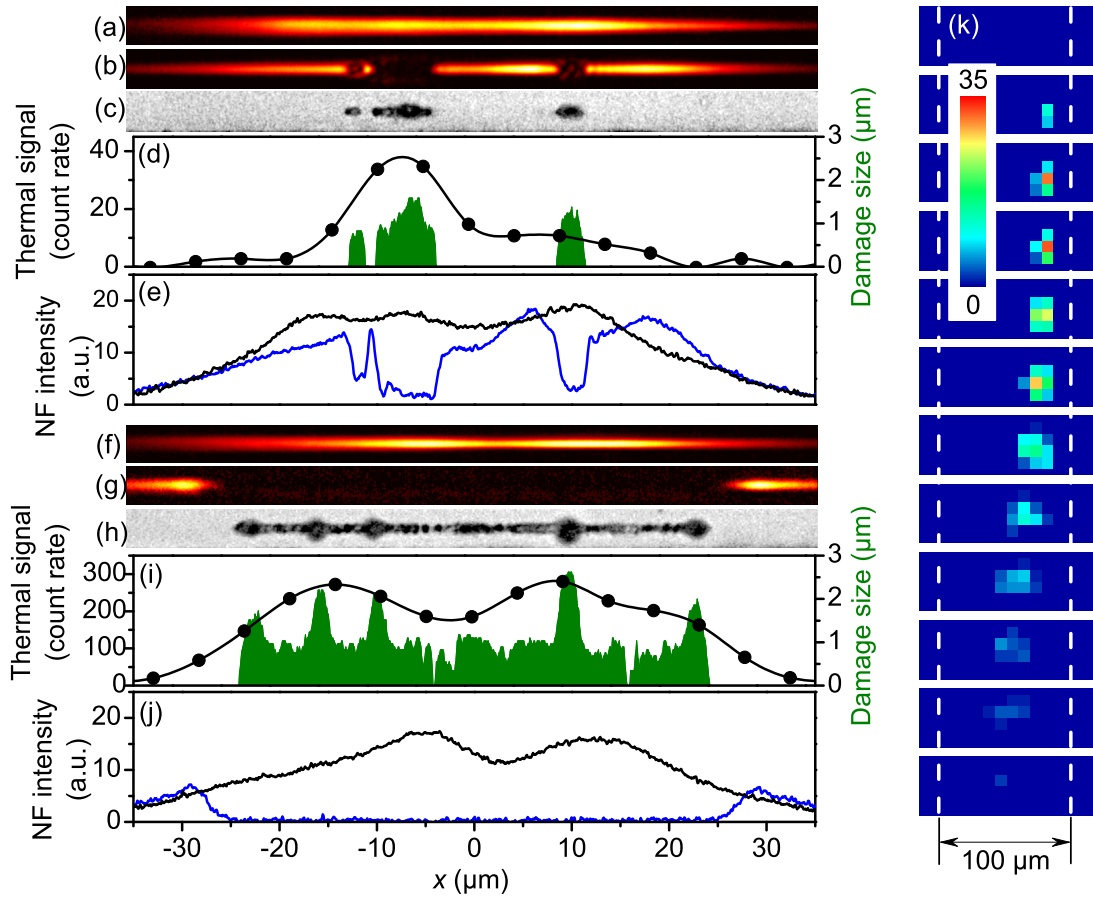 (a)
(b)
(c)
Thermal signal
(count rate)
40
20
0
(d)
3
2
1
0
Damage size (µm)
NF intensity
(a.u.)
20
10
0
(e)
(f)
(g)
(h)
Thermal signal
(count rate)
300
200
100
0
(i)
3
2
1
0
Damage size (µm)
NF intensity
(a.u.)
20
10
0
(j)
-30 -20 -10 0 10 20 30
x (µm)
(k)
35
0
100 µm